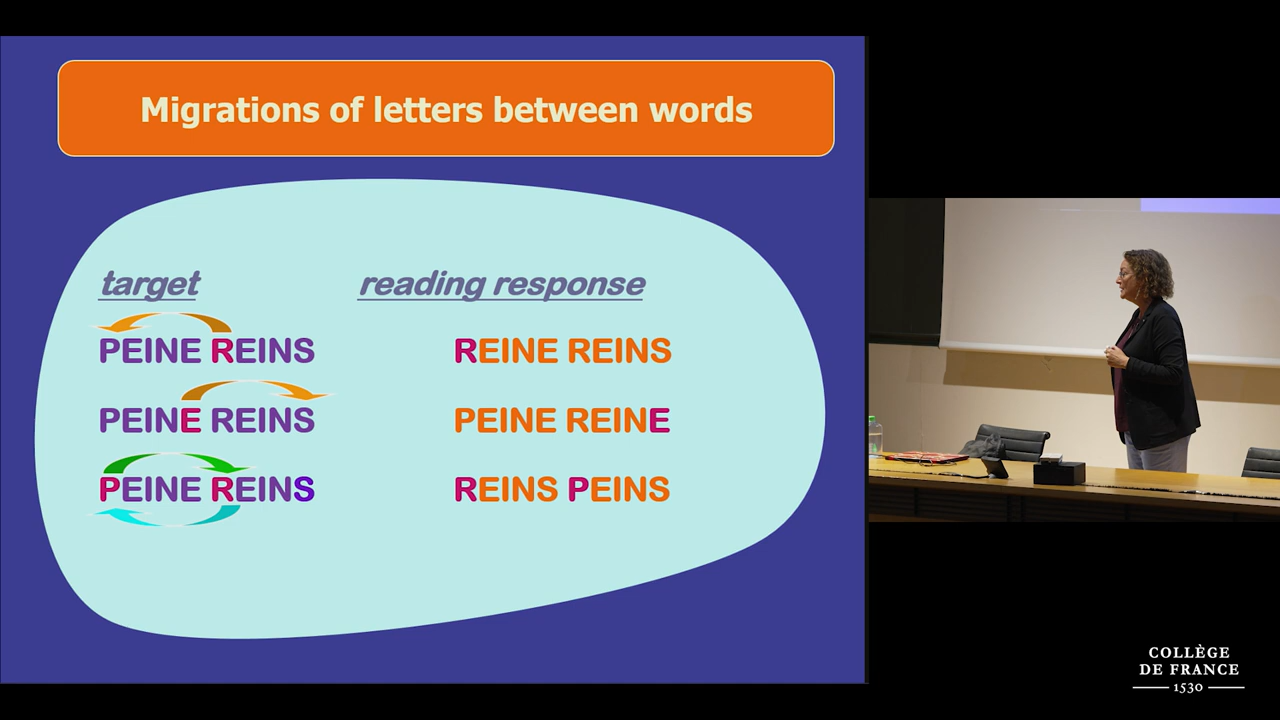 Migrations of letters between words
target reading response
PEINE REINS REINE REINS
PEINE REINS PEINE REINE
PEINE REINS REINS PEINS
COLLÈGE
DE FRANCE
1530